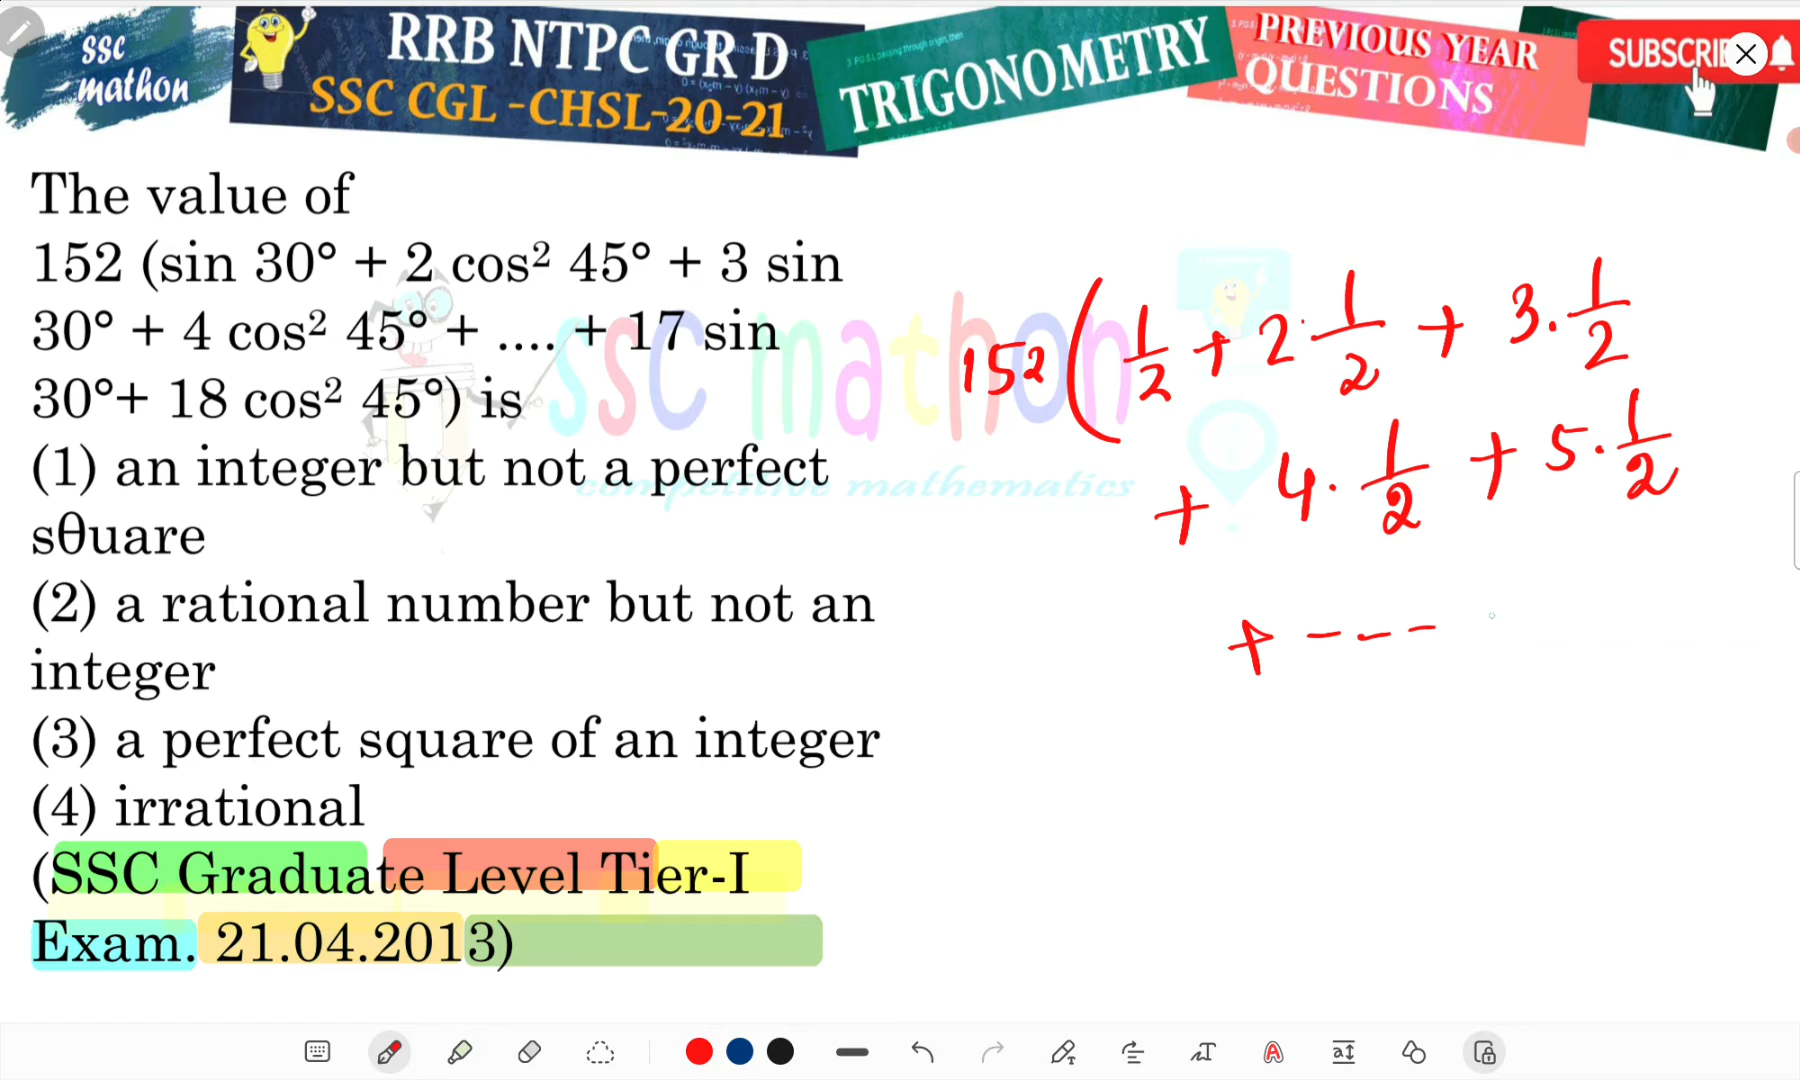 SSC
mathon
RRB NTPC GR D
SSC CGL -CHSL-20-21
TRIGONOMETRY
PREVIOUS YEAR
QUESTIONS
SUBSCRI
The value of
152 (sin 30° + 2 cos² 45° + 3 sin
30° + 4 cos² 45° + .... + 17 sin
30°+ 18 cos² 45°) is
(1) an integer but not a perfect
sθuare
(2) a rational number but not an
integer
(3) a perfect square of an integer
(4) irrational
(SSC Graduate Level Tier-I
Exam. 21.04.2013)
ssc mathon
competitive mathematics
152 ( 1/2 + 2 · 1/2 + 3 · 1/2
+ 4 · 1/2 + 5 · 1/2
+ ---